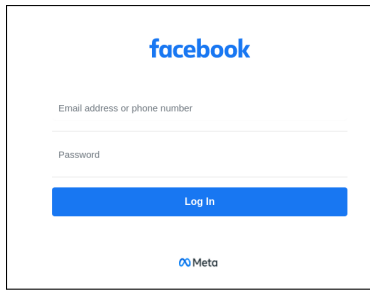 facebook
Email address or phone number
Password
Log In
Meta